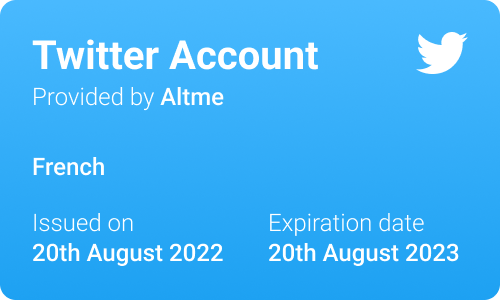 Twitter Account
Provided by Altme
French
Issued on
20th August 2022
Expiration date
20th August 2023